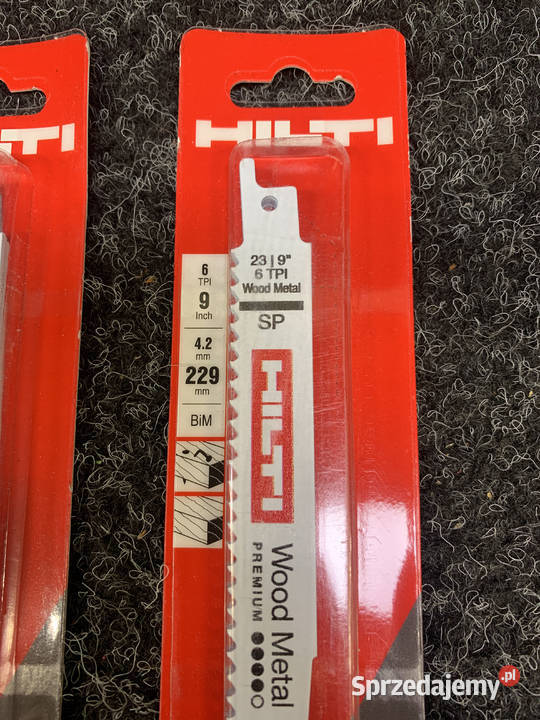 HILTI
HILTI
6
TPI
9
Inch
4.2
mm
229
mm
BiM
23 | 9"
6 TPI
Wood Metal
SP
HILTI
Wood Metal
PREMIUM
Sprzedajemy.pl